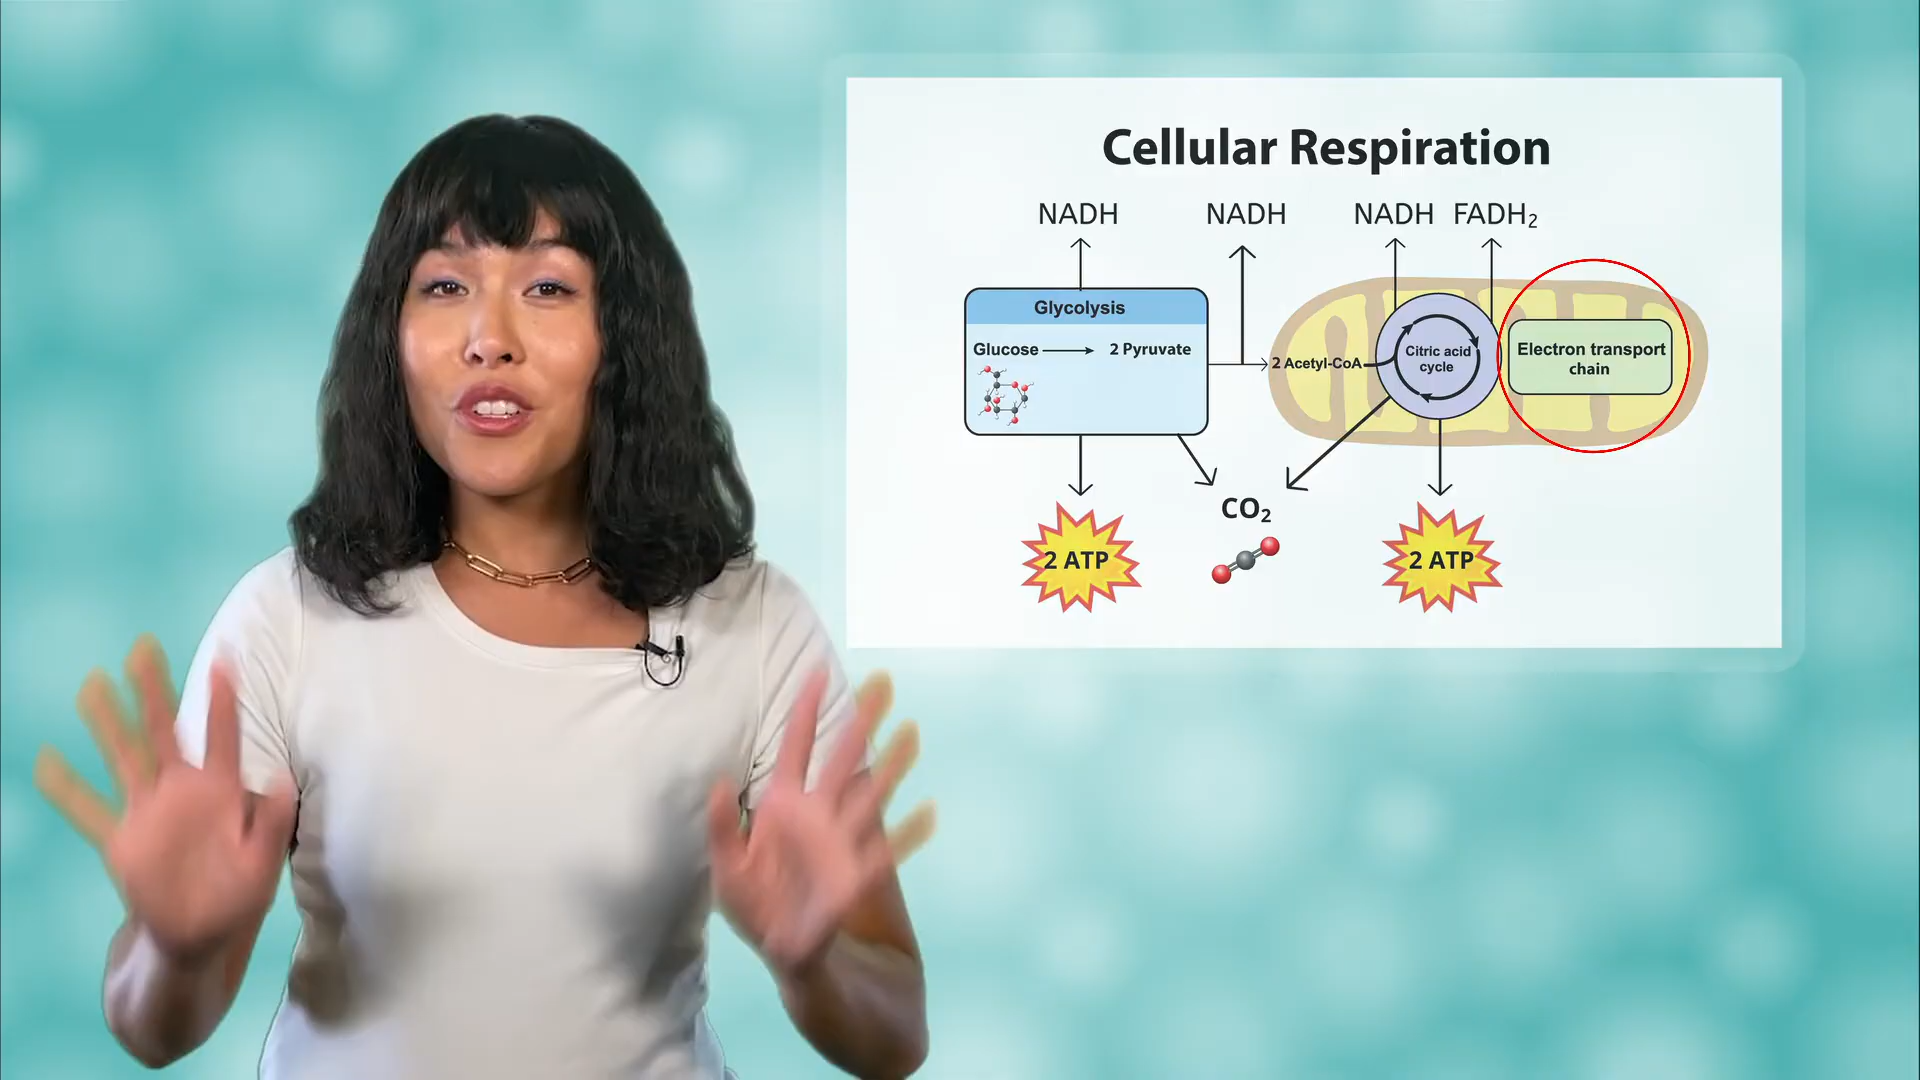 Cellular Respiration
NADH NADH NADH FADH₂
Glycolysis
Glucose 2 Pyruvate
2 Acetyl-CoA
Citric acid
cycle
Electron transport
chain
CO₂
2 ATP 2 ATP